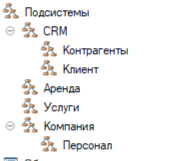 Подсистемы
CRM
Контрагенты
Клиент
Аренда
Услуги
Компания
Персонал